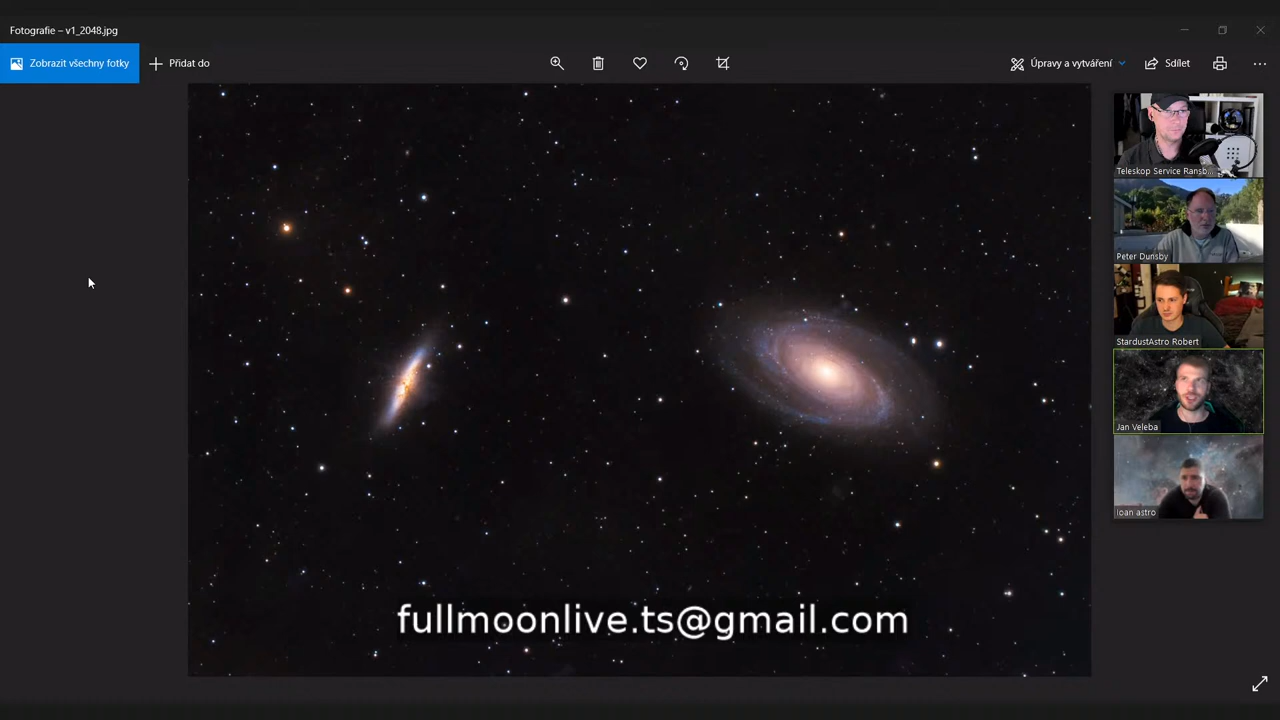 Fotografie – v1_2048.jpg
Zobrazit všechny fotky
Přidat do
Úpravy a vytváření
Sdílet
Teleskop Service Ransb...
Peter Dunsby
StardustAstro Robert
Jan Veleba
Ioan astro
fullmoonlive.ts@gmail.com